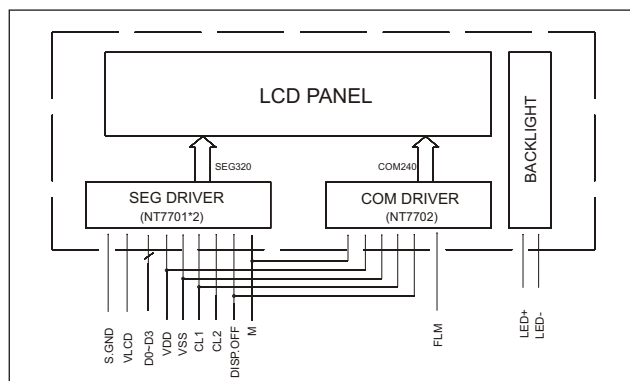 LCD PANEL
BACKLIGHT
SEG320
COM240
SEG DRIVER
(NT7701*2)
COM DRIVER
(NT7702)
S.GND
VLCD
D0~D3
VDD
VSS
CL1
CL2
DISP.OFF
M
FLM
LED+
LED-